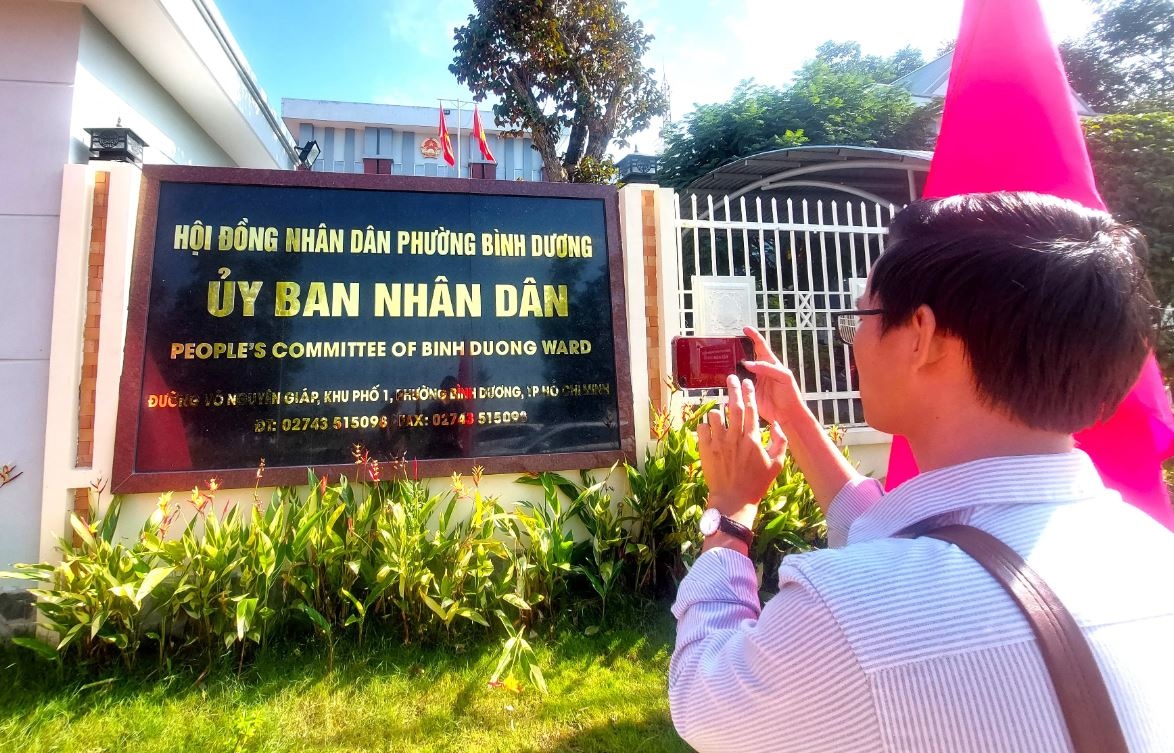 HỘI ĐỒNG NHÂN DÂN PHƯỜNG BÌNH DƯƠNG
ỦY BAN NHÂN DÂN
PEOPLE'S COMMITTEE OF BINH DUONG WARD
ĐƯỜNG VÕ NGUYÊN GIÁP, KHU PHỐ 1, PHƯỜNG BÌNH DƯƠNG, TP HỒ CHÍ MINH
ĐT: 02743 515098 FAX: 02743 515098